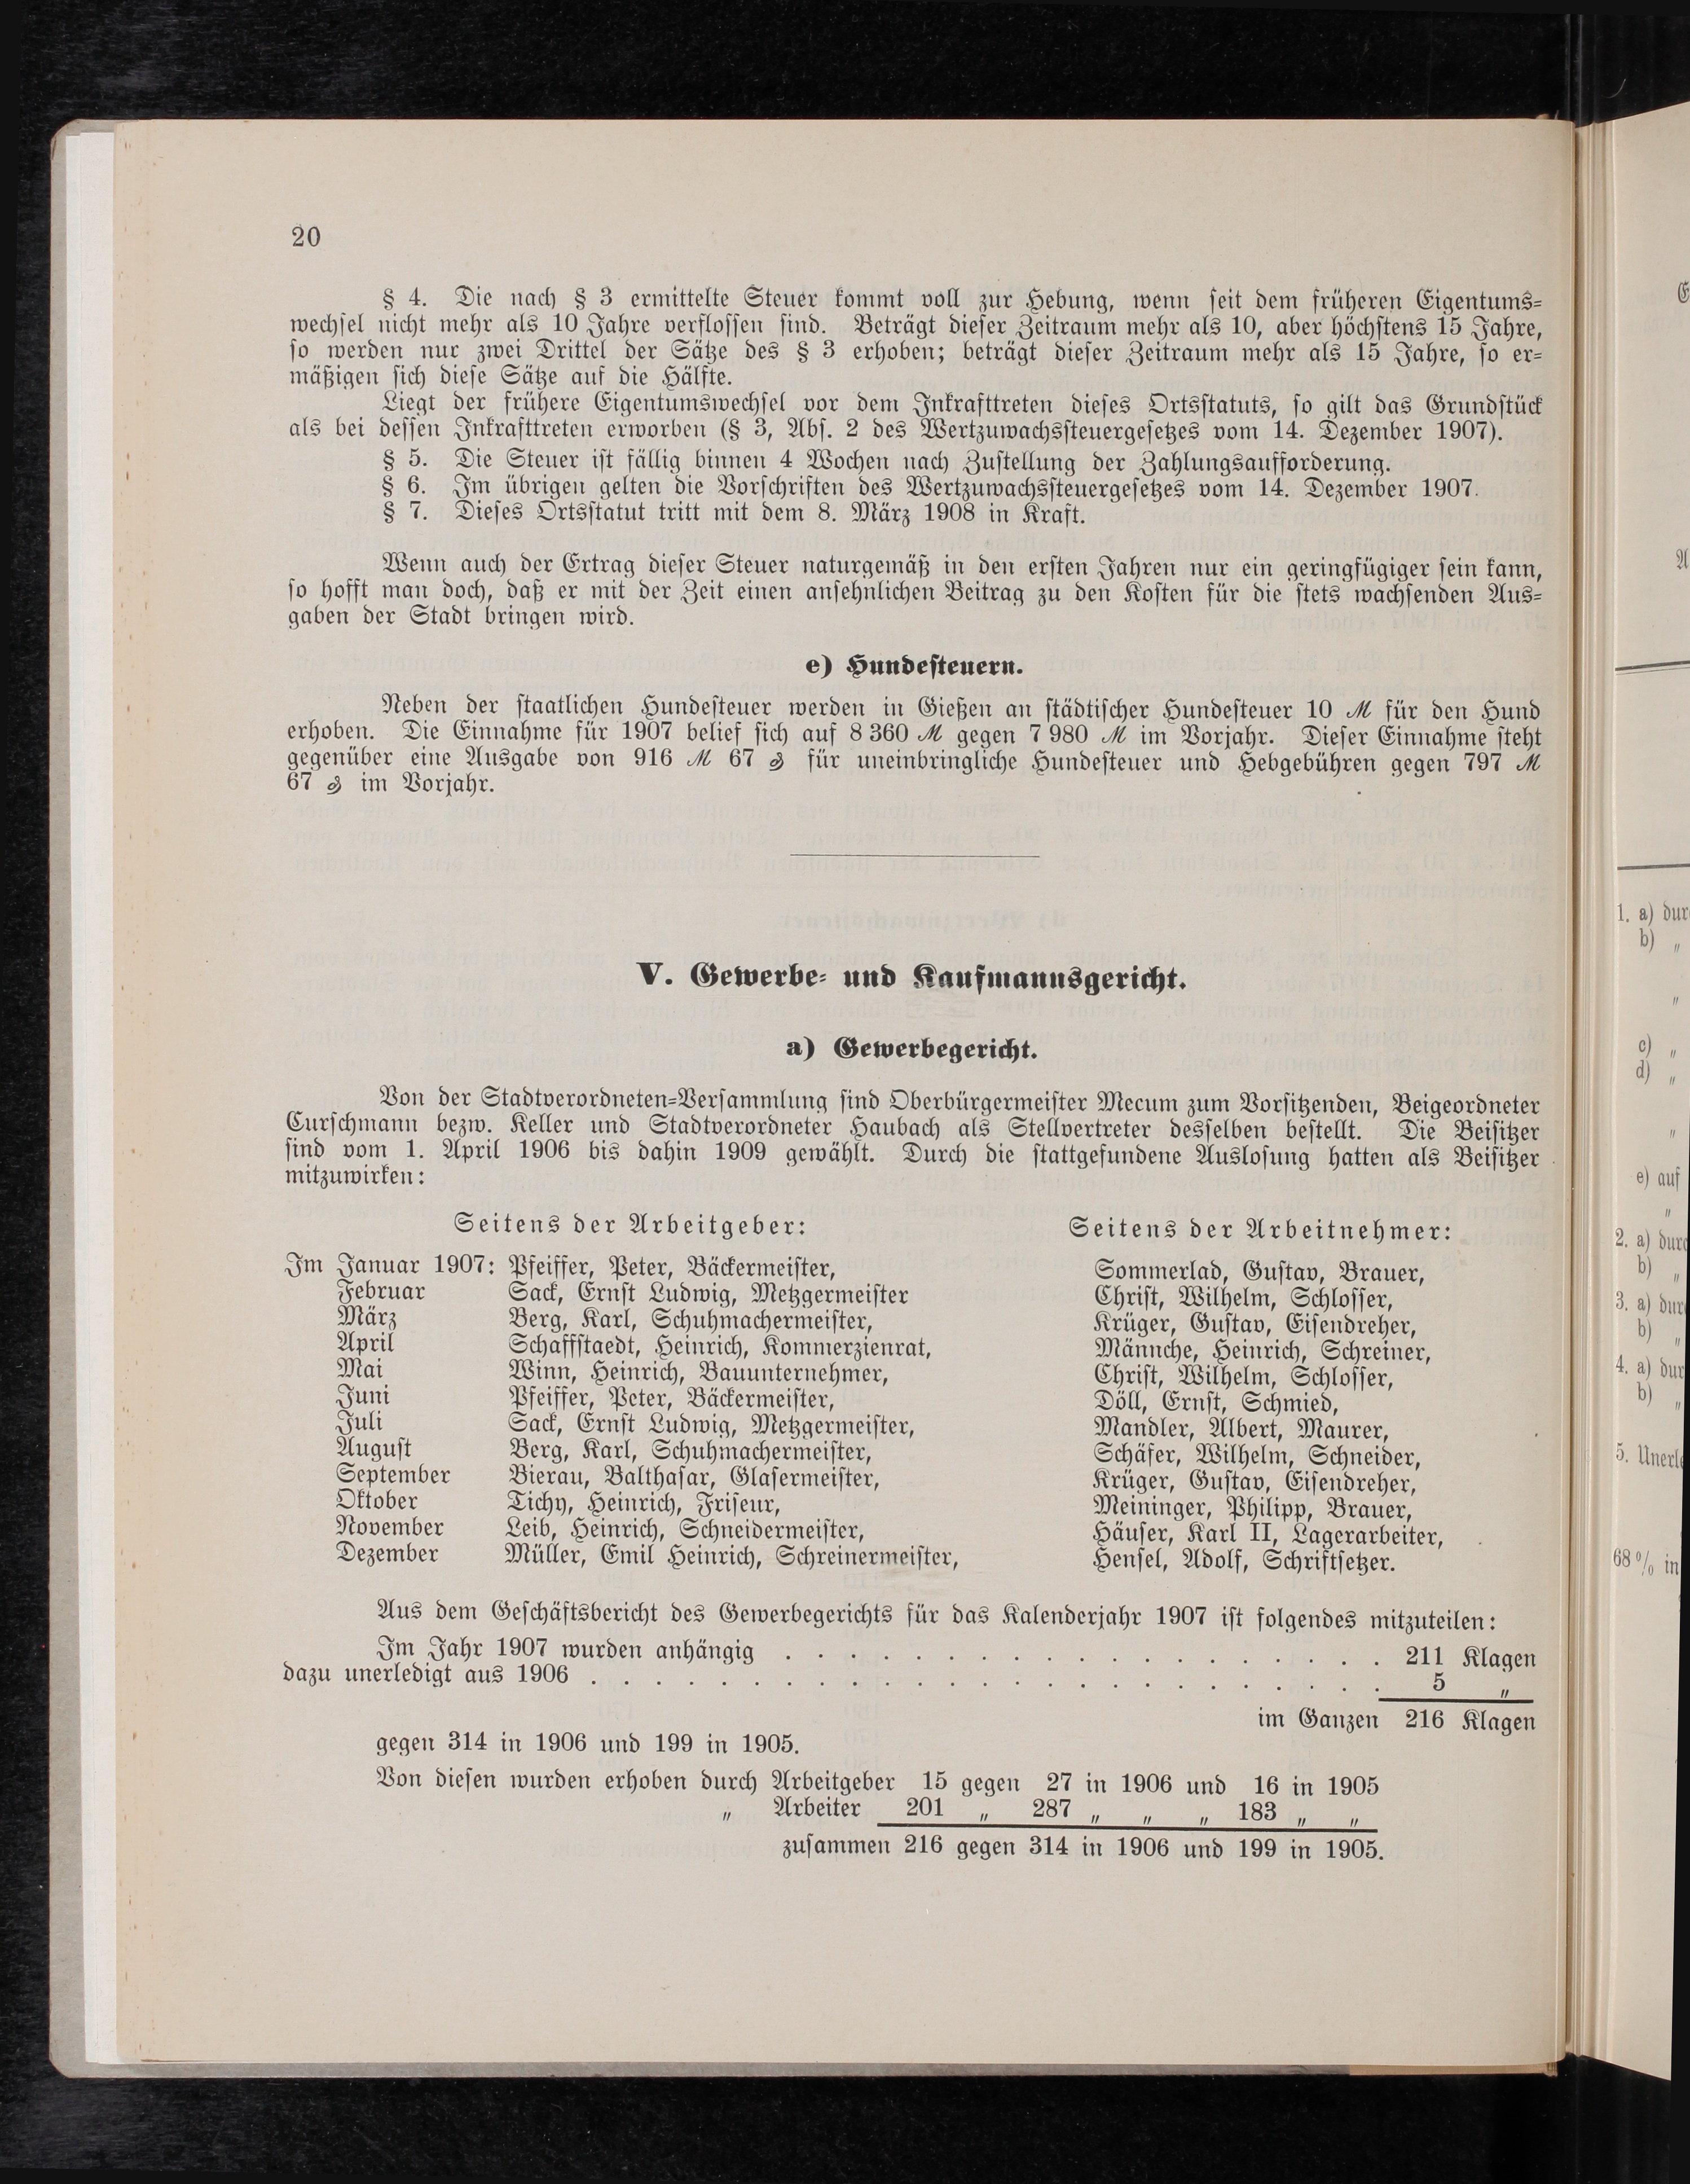 20
§ 4. Die nach § 3 ermittelte Steuer kommt voll zur Hebung, wenn seit dem früheren Eigentums-
wechsel nicht mehr als 10 Jahre verflossen sind. Beträgt dieser Zeitraum mehr als 10, aber höchstens 15 Jahre,
so werden nur zwei Drittel der Sätze des § 3 erhoben; beträgt dieser Zeitraum mehr als 15 Jahre, so er-
mäßigen sich diese Sätze auf die Hälfte.
Liegt der frühere Eigentumswechsel vor dem Inkrafttreten dieses Ortsstatuts, so gilt das Grundstück
als bei dessen Inkrafttreten erworben (§ 3, Abs. 2 des Wertzuwachssteuergesetzes vom 14. Dezember 1907).
§ 5. Die Steuer ist fällig binnen 4 Wochen nach Zustellung der Zahlungsaufforderung.
§ 6. Im übrigen gelten die Vorschriften des Wertzuwachssteuergesetzes vom 14. Dezember 1907.
§ 7. Dieses Ortsstatut tritt mit dem 8. März 1908 in Kraft.
Wenn auch der Ertrag dieser Steuer naturgemäß in den ersten Jahren nur ein geringfügiger sein kann,
so hofft man doch, daß er mit der Zeit einen ansehnlichen Beitrag zu den Kosten für die stets wachsenden Aus-
gaben der Stadt bringen wird.
e) Hundesteuern.
Neben der staatlichen Hundesteuer werden in Gießen an städtischer Hundesteuer 10 ℳ für den Hund
erhoben. Die Einnahme für 1907 belief sich auf 8 360 ℳ gegen 7 980 ℳ im Vorjahr. Dieser Einnahme steht
gegenüber eine Ausgabe von 916 ℳ 67 ₰ für uneinbringliche Hundesteuer und Hebgebühren gegen 797 ℳ
67 ₰ im Vorjahr.
V. Gewerbe- und Kaufmannsgericht.
a) Gewerbegericht.
Von der Stadtverordneten-Versammlung sind Oberbürgermeister Mecum zum Vorsitzenden, Beigeordneter
Curschmann bezw. Keller und Stadtverordneter Haubach als Stellvertreter desselben bestellt. Die Beisitzer
sind vom 1. April 1906 bis dahin 1909 gewählt. Durch die stattgefundene Auslosung hatten als Beisitzer
mitzuwirken:
Seitens der Arbeitgeber: Seitens der Arbeitnehmer:
Im Januar 1907: Pfeiffer, Peter, Bäckermeister, Sommerlad, Gustav, Brauer,
Februar Sack, Ernst Ludwig, Metzgermeister Christ, Wilhelm, Schlosser,
März Berg, Karl, Schuhmachermeister, Krüger, Gustav, Eisendreher,
April Schaffstaedt, Heinrich, Kommerzienrat, Männche, Heinrich, Schreiner,
Mai Winn, Heinrich, Bauunternehmer, Christ, Wilhelm, Schlosser,
Juni Pfeiffer, Peter, Bäckermeister, Döll, Ernst, Schmied,
Juli Sack, Ernst Ludwig, Metzgermeister, Mandler, Albert, Maurer,
August Berg, Karl, Schuhmachermeister, Schäfer, Wilhelm, Schneider,
September Bierau, Balthasar, Glasermeister, Krüger, Gustav, Eisendreher,
Oktober Tichy, Heinrich, Friseur, Meininger, Philipp, Brauer,
November Leib, Heinrich, Schneidermeister, Häuser, Karl II, Lagerarbeiter,
Dezember Müller, Emil Heinrich, Schreinermeister, Hensel, Adolf, Schriftsetzer.
Aus dem Geschäftsbericht des Gewerbegerichts für das Kalenderjahr 1907 ist folgendes mitzuteilen:
Im Jahr 1907 wurden anhängig . . . . . . . . . . . . . . . . . . . 211 Klagen
dazu unerledigt aus 1906 . . . . . . . . . . . . . . . . . . . . . . . . . 5 „
im Ganzen 216 Klagen
gegen 314 in 1906 und 199 in 1905.
Von diesen wurden erhoben durch Arbeitgeber 15 gegen 27 in 1906 und 16 in 1905
„ Arbeiter 201 „ 287 „ „ „ 183 „ „
zusammen 216 gegen 314 in 1906 und 199 in 1905.
1. a) dur
b) „
„
c) „
d) „
„
e) auf
„
2. a) durc
b) „
3. a) dur
b) „
4. a) dur
b) „
5. Unerle
68 % in